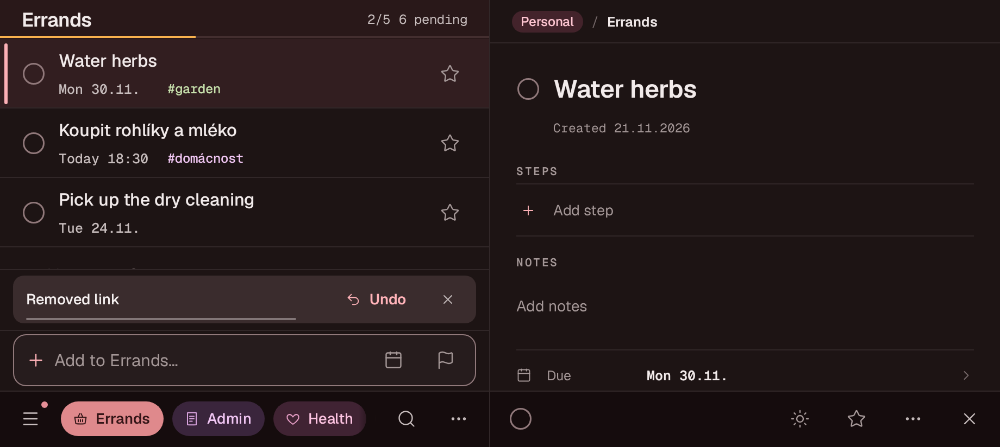 Errands
2/5 6 pending
Water herbs
Mon 30.11. #garden
Koupit rohlíky a mléko
Today 18:30 #domácnost
Pick up the dry cleaning
Tue 24.11.
Removed link
Undo
Add to Errands…
Errands
Admin
Health
Personal / Errands
Water herbs
Created 21.11.2026
STEPS
Add step
NOTES
Add notes
Due Mon 30.11.